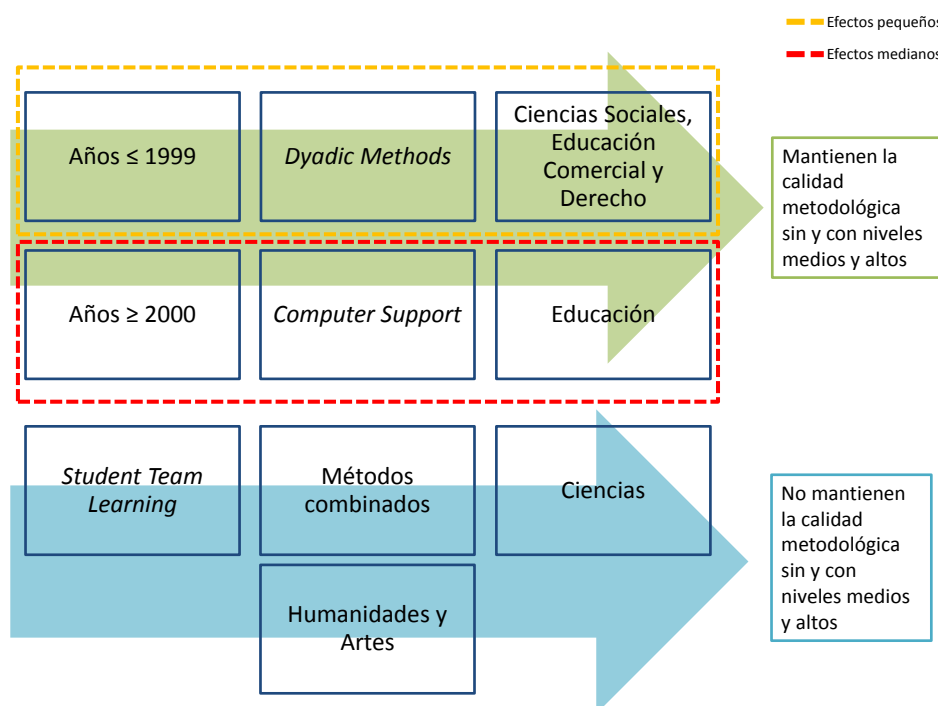 Efectos pequeños
Efectos medianos
Años ≤ 1999
Dyadic Methods
Ciencias Sociales,
Educación
Comercial y
Derecho
Mantienen la
calidad
metodológica
sin y con niveles
medios y altos
Años ≥ 2000
Computer Support
Educación
Student Team
Learning
Métodos
combinados
Ciencias
Humanidades y
Artes
No mantienen
la calidad
metodológica
sin y con
niveles medios
y altos